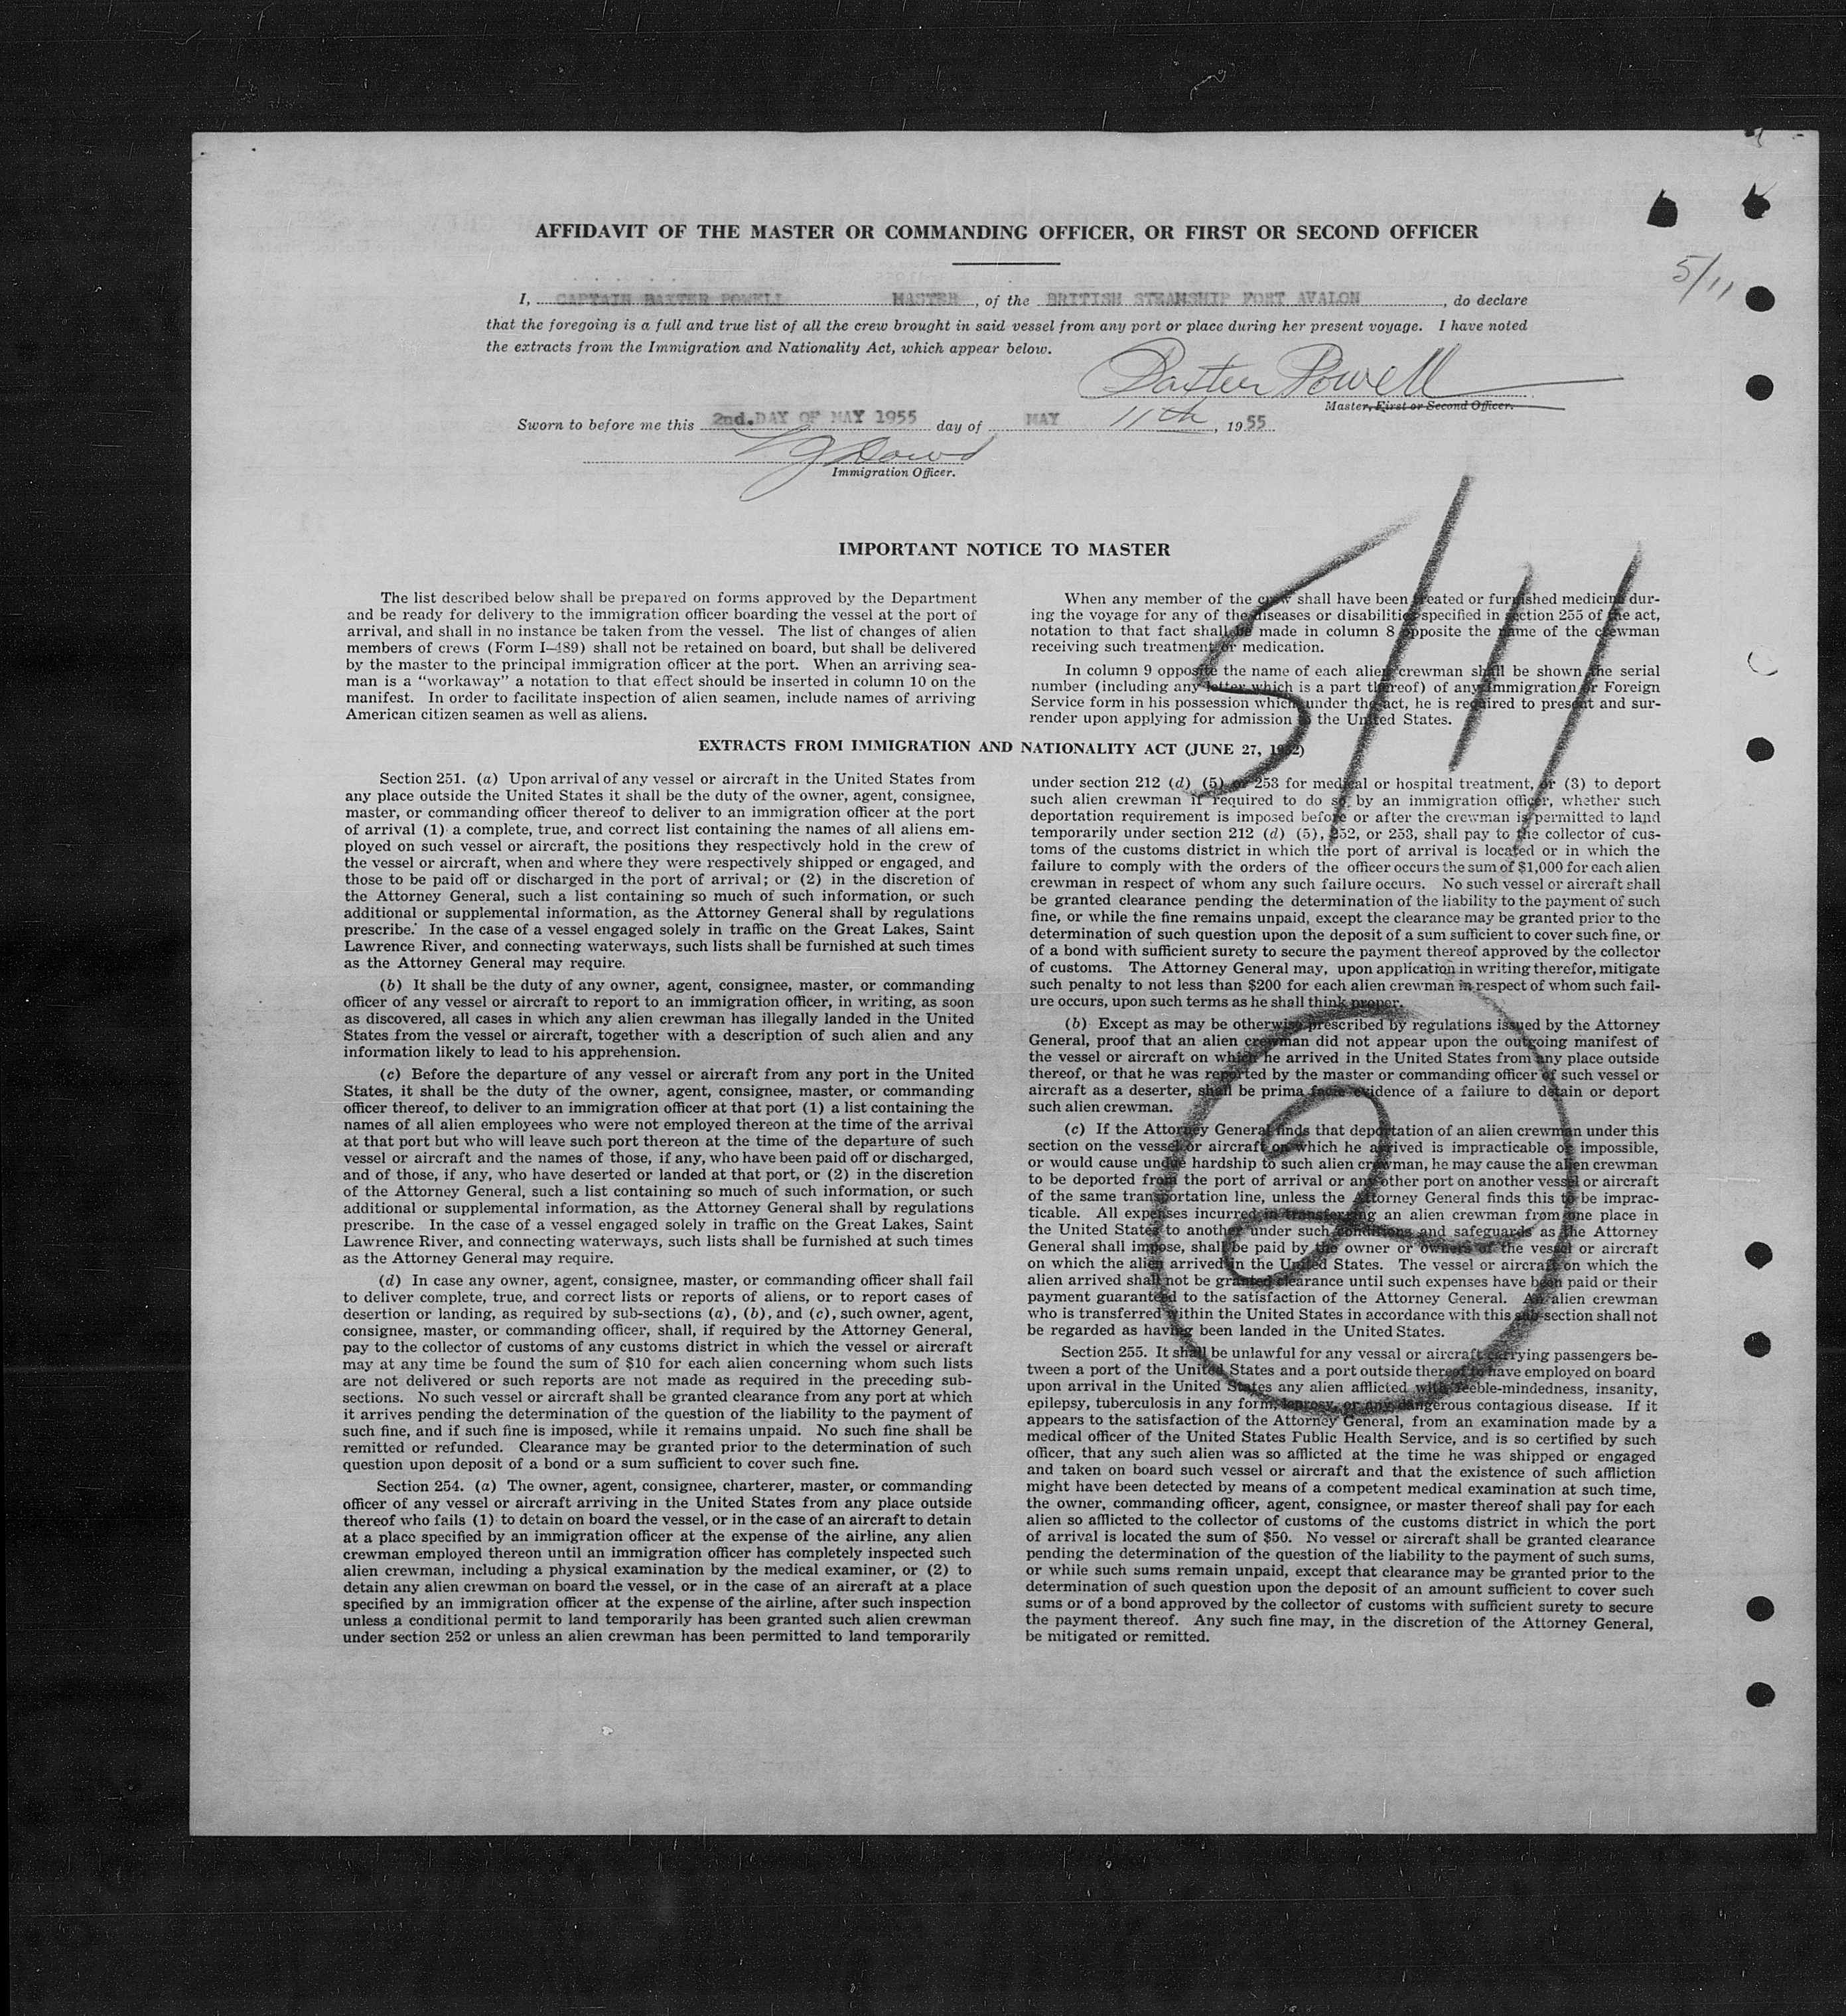 AFFIDAVIT OF THE MASTER OR COMMANDING OFFICER, OR FIRST OR SECOND OFFICER
5/11
I, CAPTAIN BAXTER POWELL MASTER, of the BRITISH STEAMSHIP FORT AVALON, do declare
that the foregoing is a full and true list of all the crew brought in said vessel from any port or place during her present voyage. I have noted
the extracts from the Immigration and Nationality Act, which appear below.
Baxter Powell
Master, First or Second Officer.
Sworn to before me this 2nd. DAY OF MAY 1955 day of MAY 11th, 1955
Immigration Officer.
IMPORTANT NOTICE TO MASTER
The list described below shall be prepared on forms approved by the Department
and be ready for delivery to the immigration officer boarding the vessel at the port of
arrival, and shall in no instance be taken from the vessel. The list of changes of alien
members of crews (Form I–489) shall not be retained on board, but shall be delivered
by the master to the principal immigration officer at the port. When an arriving sea-
man is a “workaway” a notation to that effect should be inserted in column 10 on the
manifest. In order to facilitate inspection of alien seamen, include names of arriving
American citizen seamen as well as aliens.
When any member of the crew shall have been treated or furnished medicine dur-
ing the voyage for any of the diseases or disabilities specified in section 255 of the act,
notation to that fact shall be made in column 8 opposite the name of the crewman
receiving such treatment or medication.
In column 9 opposite the name of each alien crewman shall be shown the serial
number (including any letter which is a part thereof) of any Immigration or Foreign
Service form in his possession which, under the act, he is required to present and sur-
render upon applying for admission to the United States.
5/11
EXTRACTS FROM IMMIGRATION AND NATIONALITY ACT (JUNE 27, 1952)
Section 251. (a) Upon arrival of any vessel or aircraft in the United States from
any place outside the United States it shall be the duty of the owner, agent, consignee,
master, or commanding officer thereof to deliver to an immigration officer at the port
of arrival (1) a complete, true, and correct list containing the names of all aliens em-
ployed on such vessel or aircraft, the positions they respectively hold in the crew of
the vessel or aircraft, when and where they were respectively shipped or engaged, and
those to be paid off or discharged in the port of arrival; or (2) in the discretion of
the Attorney General, such a list containing so much of such information, or such
additional or supplemental information, as the Attorney General shall by regulations
prescribe. In the case of a vessel engaged solely in traffic on the Great Lakes, Saint
Lawrence River, and connecting waterways, such lists shall be furnished at such times
as the Attorney General may require.
(b) It shall be the duty of any owner, agent, consignee, master, or commanding
officer of any vessel or aircraft to report to an immigration officer, in writing, as soon
as discovered, all cases in which any alien crewman has illegally landed in the United
States from the vessel or aircraft, together with a description of such alien and any
information likely to lead to his apprehension.
(c) Before the departure of any vessel or aircraft from any port in the United
States, it shall be the duty of the owner, agent, consignee, master, or commanding
officer thereof, to deliver to an immigration officer at that port (1) a list containing the
names of all alien employees who were not employed thereon at the time of the arrival
at that port but who will leave such port thereon at the time of the departure of such
vessel or aircraft and the names of those, if any, who have been paid off or discharged,
and of those, if any, who have deserted or landed at that port, or (2) in the discretion
of the Attorney General, such a list containing so much of such information, or such
additional or supplemental information, as the Attorney General shall by regulations
prescribe. In the case of a vessel engaged solely in traffic on the Great Lakes, Saint
Lawrence River, and connecting waterways, such lists shall be furnished at such times
as the Attorney General may require.
(d) In case any owner, agent, consignee, master, or commanding officer shall fail
to deliver complete, true, and correct lists or reports of aliens, or to report cases of
desertion or landing, as required by sub-sections (a), (b), and (c), such owner, agent,
consignee, master, or commanding officer, shall, if required by the Attorney General,
pay to the collector of customs of any customs district in which the vessel or aircraft
may at any time be found the sum of $10 for each alien concerning whom such lists
are not delivered or such reports are not made as required in the preceding sub-
sections. No such vessel or aircraft shall be granted clearance from any port at which
it arrives pending the determination of the question of the liability to the payment of
such fine, and if such fine is imposed, while it remains unpaid. No such fine shall be
remitted or refunded. Clearance may be granted prior to the determination of such
question upon deposit of a bond or a sum sufficient to cover such fine.
Section 254. (a) The owner, agent, consignee, charterer, master, or commanding
officer of any vessel or aircraft arriving in the United States from any place outside
thereof who fails (1) to detain on board the vessel, or in the case of an aircraft to detain
at a place specified by an immigration officer at the expense of the airline, any alien
crewman employed thereon until an immigration officer has completely inspected such
alien crewman, including a physical examination by the medical examiner, or (2) to
detain any alien crewman on board the vessel, or in the case of an aircraft at a place
specified by an immigration officer at the expense of the airline, after such inspection
unless a conditional permit to land temporarily has been granted such alien crewman
under section 252 or unless an alien crewman has been permitted to land temporarily
under section 212 (d) (5) or 253 for medical or hospital treatment, or (3) to deport
such alien crewman if required to do so by an immigration officer, whether such
deportation requirement is imposed before or after the crewman is permitted to land
temporarily under section 212 (d) (5), 252, or 253, shall pay to the collector of cus-
toms of the customs district in which the port of arrival is located or in which the
failure to comply with the orders of the officer occurs the sum of $1,000 for each alien
crewman in respect of whom any such failure occurs. No such vessel or aircraft shall
be granted clearance pending the determination of the liability to the payment of such
fine, or while the fine remains unpaid, except the clearance may be granted prior to the
determination of such question upon the deposit of a sum sufficient to cover such fine, or
of a bond with sufficient surety to secure the payment thereof approved by the collector
of customs. The Attorney General may, upon application in writing therefor, mitigate
such penalty to not less than $200 for each alien crewman in respect of whom such fail-
ure occurs, upon such terms as he shall think proper.
(b) Except as may be otherwise prescribed by regulations issued by the Attorney
General, proof that an alien crewman did not appear upon the outgoing manifest of
the vessel or aircraft on which he arrived in the United States from any place outside
thereof, or that he was reported by the master or commanding officer of such vessel or
aircraft as a deserter, shall be prima facie evidence of a failure to detain or deport
such alien crewman.
(c) If the Attorney General finds that deportation of an alien crewman under this
section on the vessel or aircraft on which he arrived is impracticable or impossible,
or would cause undue hardship to such alien crewman, he may cause the alien crewman
to be deported from the port of arrival or any other port on another vessel or aircraft
of the same transportation line, unless the Attorney General finds this to be imprac-
ticable. All expenses incurred in transferring an alien crewman from one place in
the United States to another under such conditions and safeguards as the Attorney
General shall impose, shall be paid by the owner or owners of the vessel or aircraft
on which the alien arrived in the United States. The vessel or aircraft on which the
alien arrived shall not be granted clearance until such expenses have been paid or their
payment guaranteed to the satisfaction of the Attorney General. An alien crewman
who is transferred within the United States in accordance with this sub-section shall not
be regarded as having been landed in the United States.
2
Section 255. It shall be unlawful for any vessal or aircraft carrying passengers be-
tween a port of the United States and a port outside thereof to have employed on board
upon arrival in the United States any alien afflicted with feeble-mindedness, insanity,
epilepsy, tuberculosis in any form, leprosy, or any dangerous contagious disease. If it
appears to the satisfaction of the Attorney General, from an examination made by a
medical officer of the United States Public Health Service, and is so certified by such
officer, that any such alien was so afflicted at the time he was shipped or engaged
and taken on board such vessel or aircraft and that the existence of such affliction
might have been detected by means of a competent medical examination at such time,
the owner, commanding officer, agent, consignee, or master thereof shall pay for each
alien so afflicted to the collector of customs of the customs district in which the port
of arrival is located the sum of $50. No vessel or aircraft shall be granted clearance
pending the determination of the question of the liability to the payment of such sums,
or while such sums remain unpaid, except that clearance may be granted prior to the
determination of such question upon the deposit of an amount sufficient to cover such
sums or of a bond approved by the collector of customs with sufficient surety to secure
the payment thereof. Any such fine may, in the discretion of the Attorney General,
be mitigated or remitted.